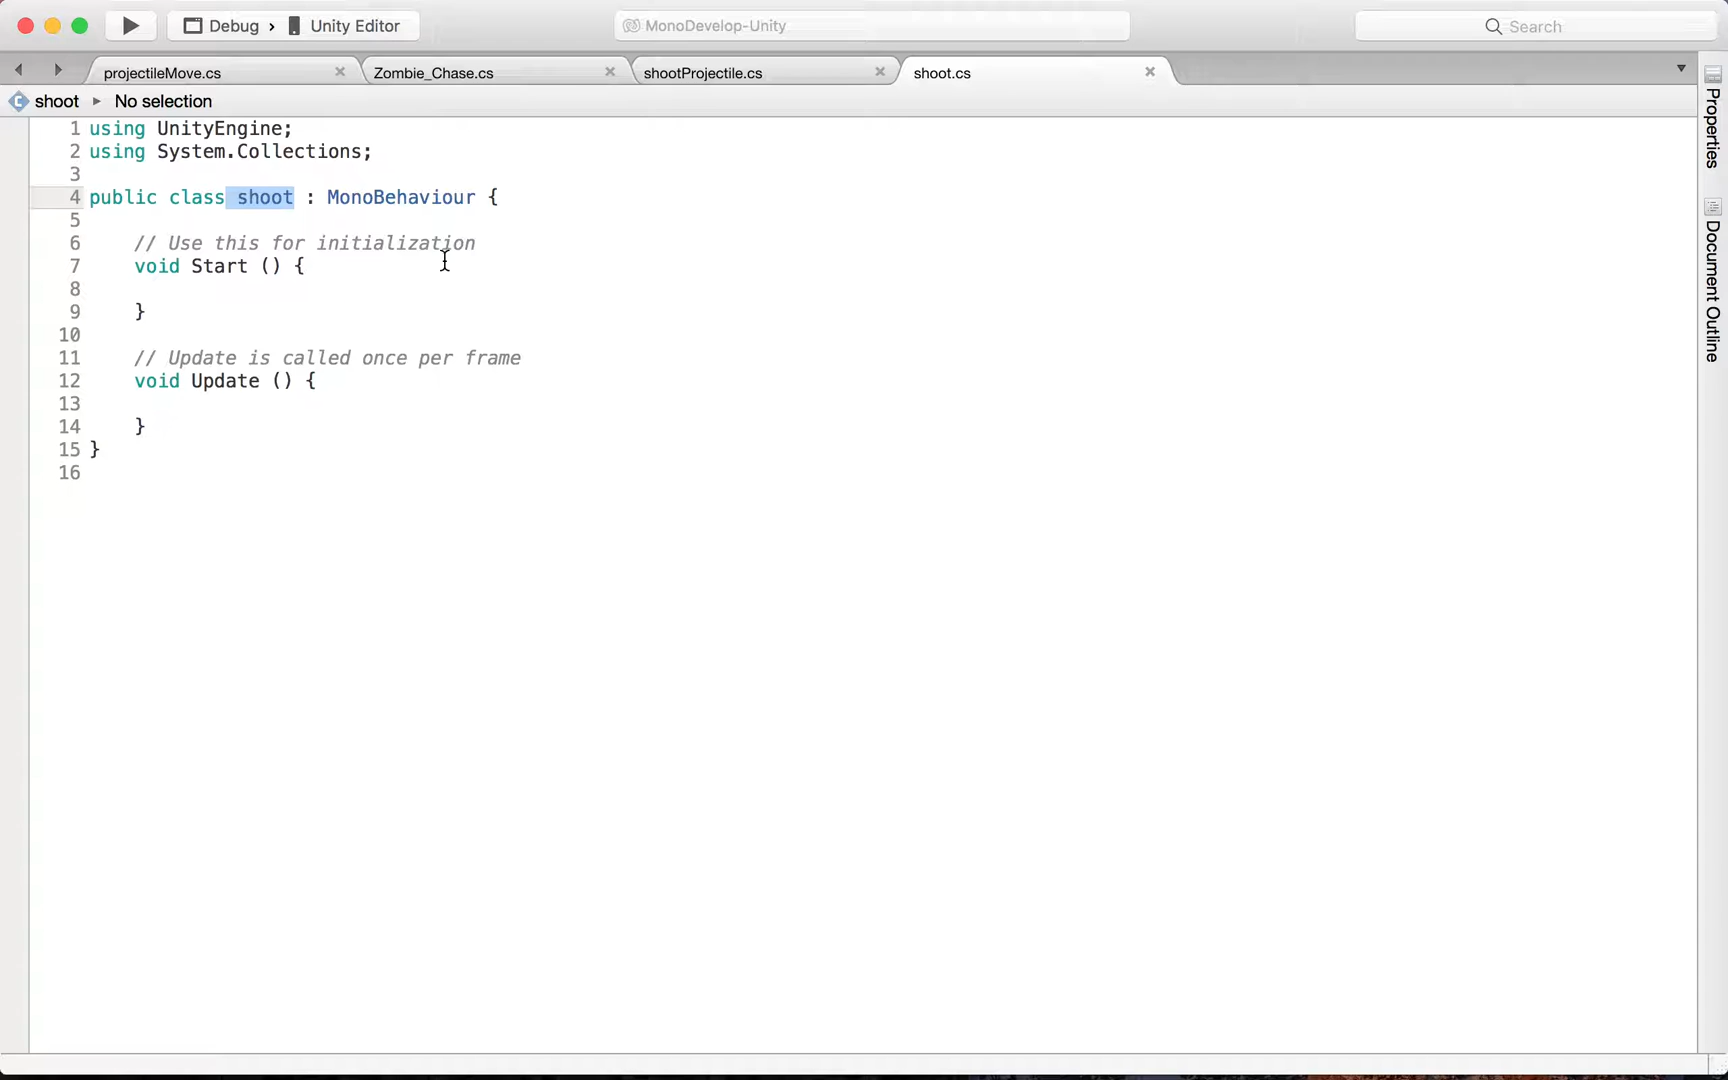 Debug › Unity Editor
MonoDevelop-Unity
Search
projectileMove.cs
Zombie_Chase.cs
shootProjectile.cs
shoot.cs
shoot ▸ No selection
1 using UnityEngine;
2 using System.Collections;
3
4 public class shoot : MonoBehaviour {
5
6 // Use this for initialization
7 void Start () {
8
9 }
10
11 // Update is called once per frame
12 void Update () {
13
14 }
15 }
16
Properties
Document Outline